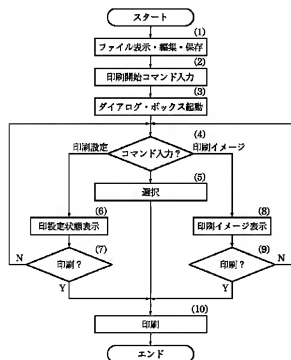 スタート
(1)
ファイル表示・編集・保存
(2)
印刷開始コマンド入力
(3)
ダイアログ・ボックス起動
(4)
印刷設定 コマンド入力? 印刷イメージ
(5)
選択
(6) (8)
印設定状態表示 印刷イメージ表示
(7) (9)
N 印刷? 印刷? N
Y Y
(10)
印刷
エンド